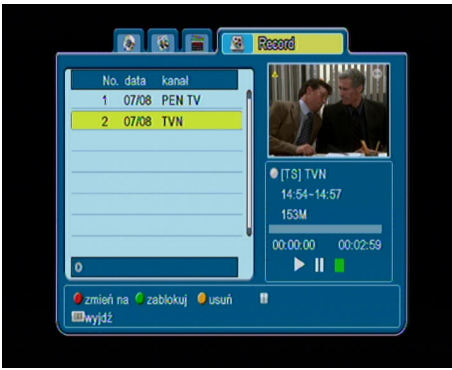 Record
No. data kanał
1 07/08 PEN TV
2 07/08 TVN
[TS] TVN
14:54~14:57
153M
00:00:00 00:02:59
0
zmień na zablokuj usuń
wyjdź